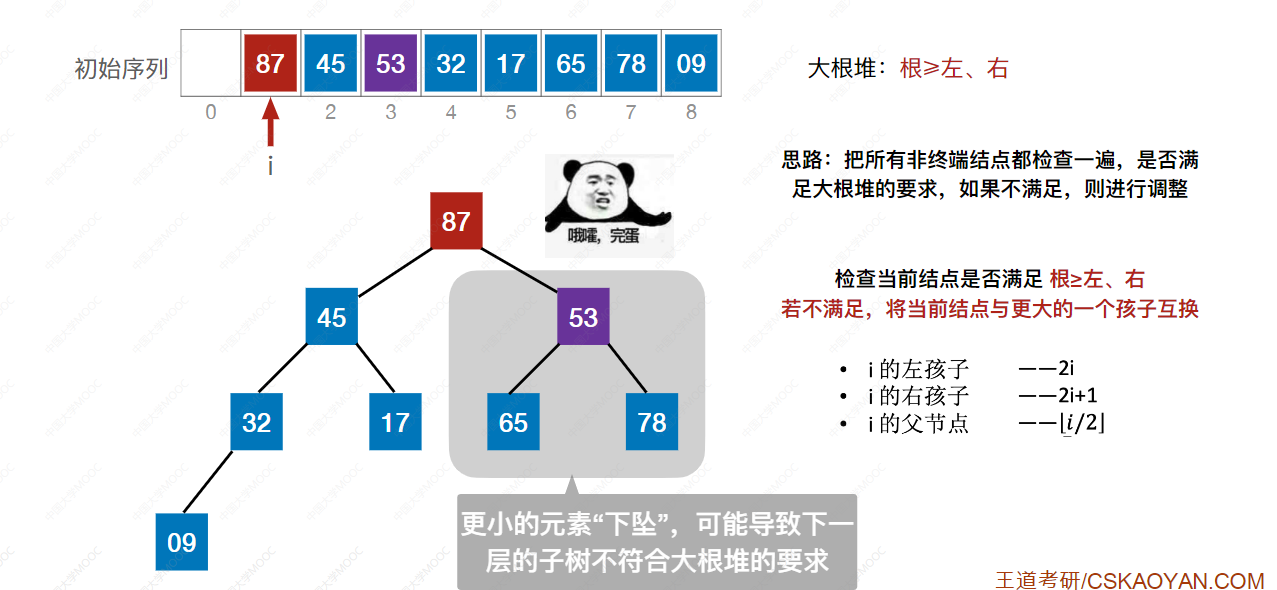 初始序列 87 45 53 32 17 65 78 09
0 2 3 4 5 6 7 8
i
大根堆：根≥左、右
思路：把所有非终端结点都检查一遍，是否满
足大根堆的要求，如果不满足，则进行调整
哦嚯，完蛋
87
45 53
32 17 65 78
09
检查当前结点是否满足 根≥左、右
若不满足，将当前结点与更大的一个孩子互换
• i 的左孩子 ——2i
• i 的右孩子 ——2i+1
• i 的父节点 ——⌊i/2⌋
更小的元素“下坠”，可能导致下一
层的子树不符合大根堆的要求
王道考研/CSKAOYAN.COM